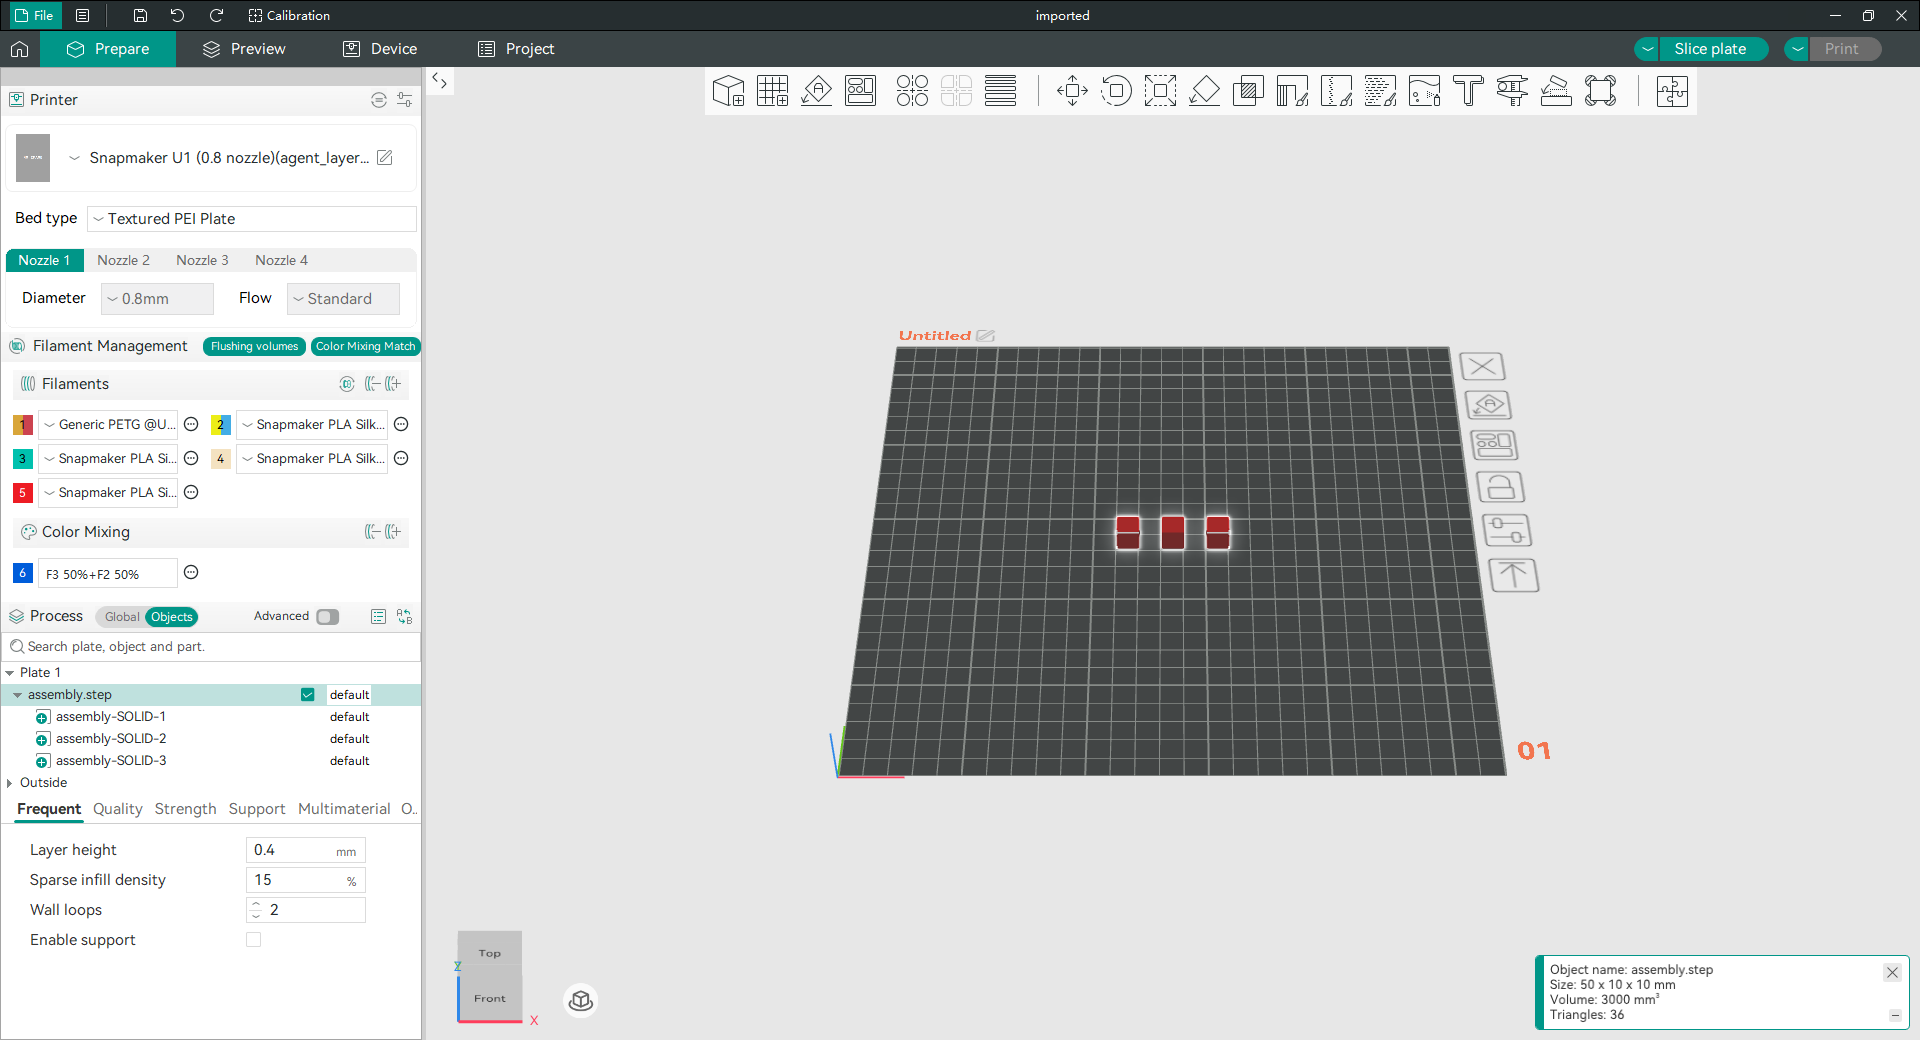 File
Calibration
imported
Prepare
Preview
Device
Project
Slice plate
Print
Printer
Snapmaker U1 (0.8 nozzle)(agent_layer...
Bed type
Textured PEI Plate
Nozzle 1
Nozzle 2
Nozzle 3
Nozzle 4
Diameter
0.8mm
Flow
Standard
Filament Management
Flushing volumes
Color Mixing Match
Filaments
1
Generic PETG @U...
2
Snapmaker PLA Silk...
3
Snapmaker PLA Si...
4
Snapmaker PLA Silk...
5
Snapmaker PLA Si...
Color Mixing
6
F3 50%+F2 50%
Process
Global
Objects
Advanced
Search plate, object and part.
Plate 1
assembly.step
default
assembly-SOLID-1
default
assembly-SOLID-2
default
assembly-SOLID-3
default
Outside
Frequent
Quality
Strength
Support
Multimaterial
O..
Layer height
0.4
mm
Sparse infill density
15
%
Wall loops
2
Enable support
Untitled
01
Top
Z
Front
X
Object name: assembly.step
Size: 50 x 10 x 10 mm
Volume: 3000 mm³
Triangles: 36